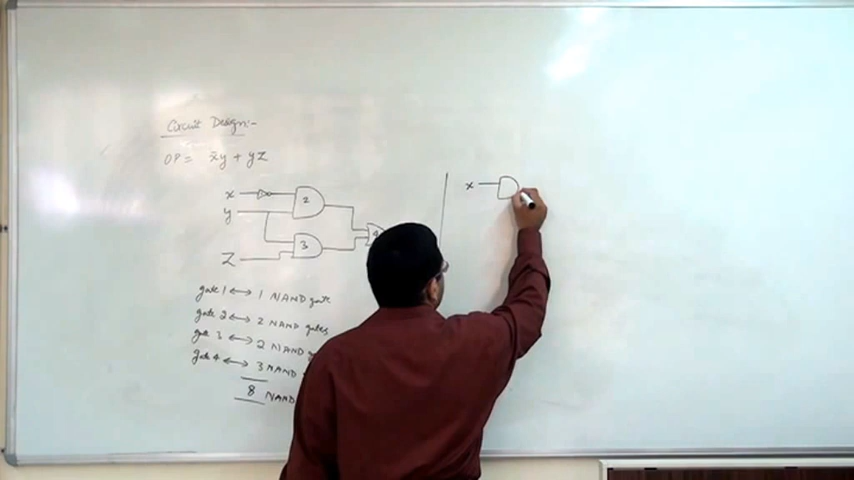 Circuit Design:-
OP = x̄y + yz
x
2
y
3
4
Z
gate 1 ⟷ 1 NAND gate
gate 2 ⟷ 2 NAND gates
gate 3 ⟷ 2 NAND
gate 4 ⟷ 3 NAND
8 NAND
x